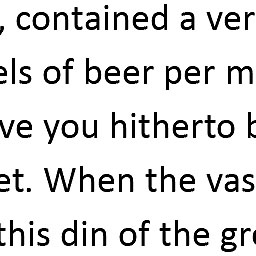 , contained a ver
els of beer per m
ve you hitherto b
et. When the vas
this din of the gr